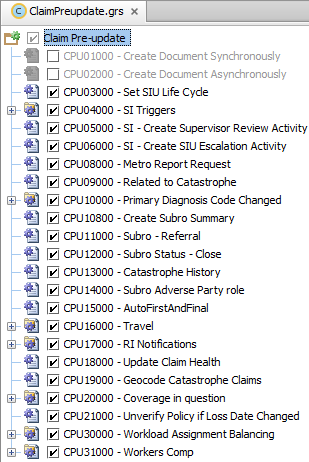 ClaimPreupdate.grs
Claim Pre-update
CPU01000 - Create Document Synchronously
CPU02000 - Create Document Asynchronously
CPU03000 - Set SIU Life Cycle
CPU04000 - SI Triggers
CPU05000 - SI - Create Supervisor Review Activity
CPU06000 - SI - Create SIU Escalation Activity
CPU08000 - Metro Report Request
CPU09000 - Related to Catastrophe
CPU10000 - Primary Diagnosis Code Changed
CPU10800 - Create Subro Summary
CPU11000 - Subro - Referral
CPU12000 - Subro Status - Close
CPU13000 - Catastrophe History
CPU14000 - Subro Adverse Party role
CPU15000 - AutoFirstAndFinal
CPU16000 - Travel
CPU17000 - RI Notifications
CPU18000 - Update Claim Health
CPU19000 - Geocode Catastrophe Claims
CPU20000 - Coverage in question
CPU21000 - Unverify Policy if Loss Date Changed
CPU30000 - Workload Assignment Balancing
CPU31000 - Workers Comp